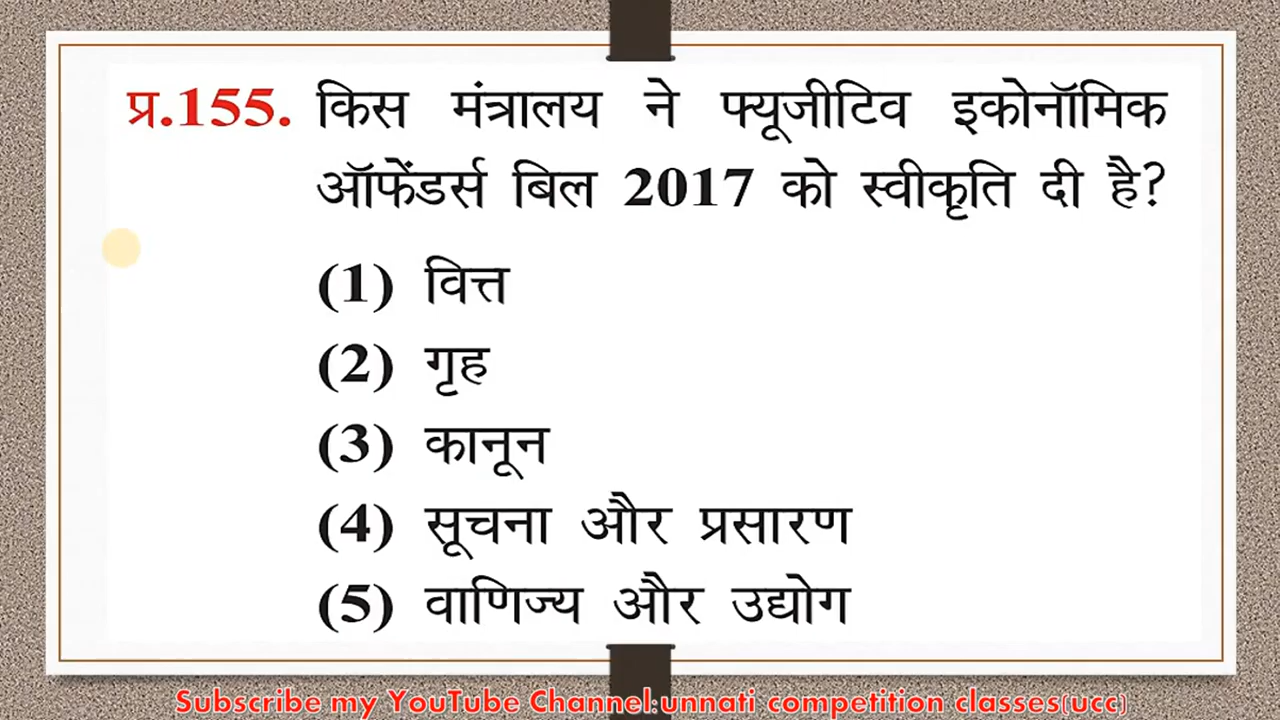 प्र.155. किस मंत्रालय ने फ्यूजीटिव इकोनॉमिक
ऑफेंडर्स बिल 2017 को स्वीकृति दी है?
(1) वित्त
(2) गृह
(3) कानून
(4) सूचना और प्रसारण
(5) वाणिज्य और उद्योग
Subscribe my YouTube Channel:unnati competition classes(ucc)